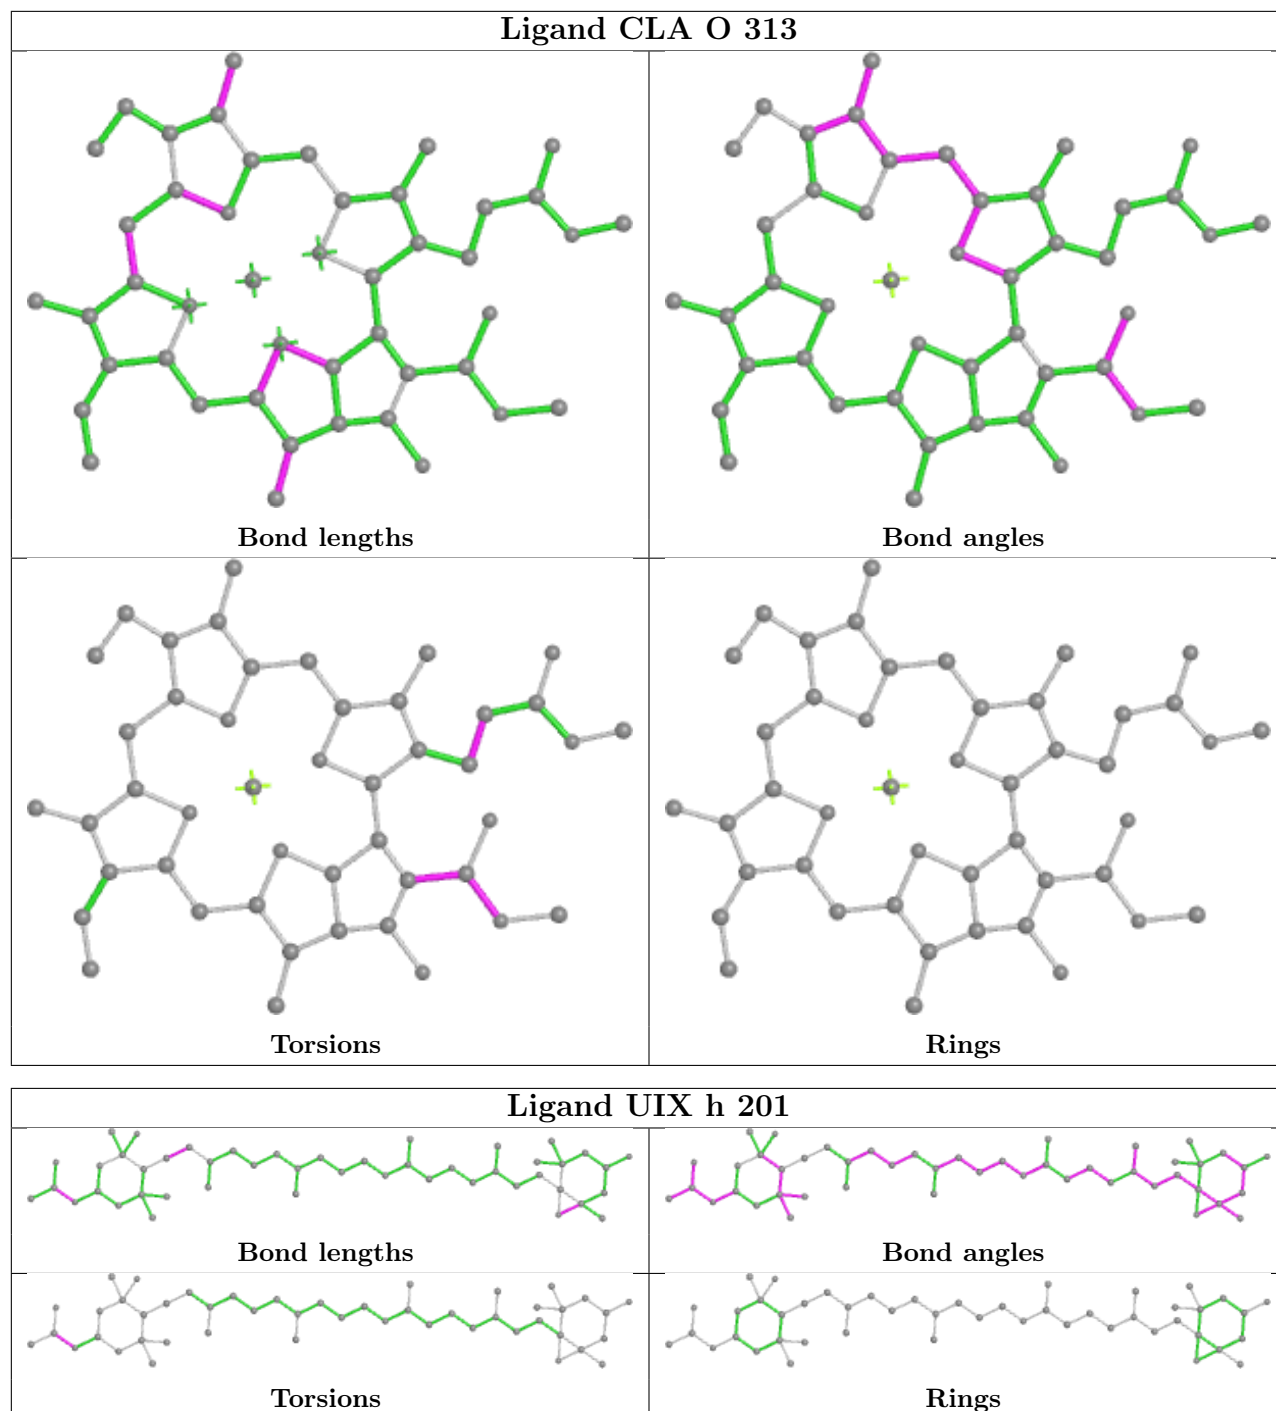 Ligand CLA O 313
Bond lengths
Bond angles
Torsions
Rings
Ligand UIX h 201
Bond lengths
Bond angles
Torsions
Rings